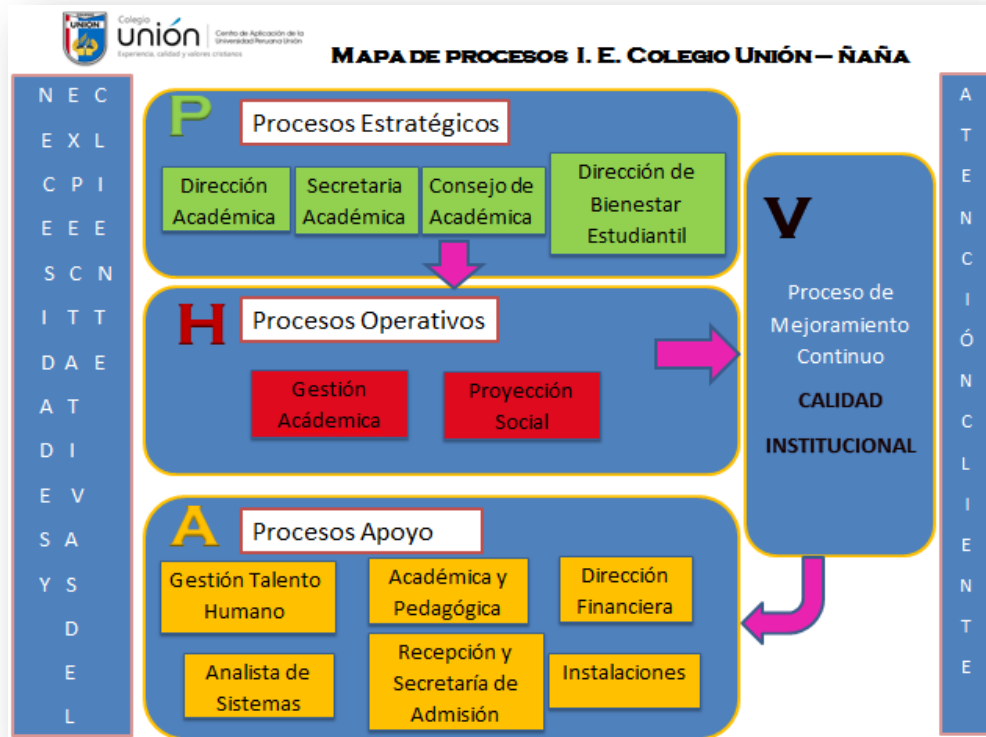 UNION
Colegio
unión
Centro de Aplicación de la
Universidad Peruana Unión
Experiencia, calidad y valores cristianos
MAPA DE PROCESOS I. E. COLEGIO UNIÓN – ÑAÑA
N E C
E X L
C P I
E E E
S C N
I T T
D A E
A T
D I
E V
S A
Y S
D
E
L
P
Procesos Estratégicos
Dirección
Académica
Secretaria
Académica
Consejo de
Académica
Dirección de
Bienestar
Estudiantil
H
Procesos Operativos
Gestión
Acádemica
Proyección
Social
A
Procesos Apoyo
Gestión Talento
Humano
Académica y
Pedagógica
Dirección
Financiera
Analista de
Sistemas
Recepción y
Secretaría de
Admisión
Instalaciones
V
Proceso de
Mejoramiento
Continuo
CALIDAD
INSTITUCIONAL
A
T
E
N
C
I
Ó
N
C
L
I
E
N
T
E